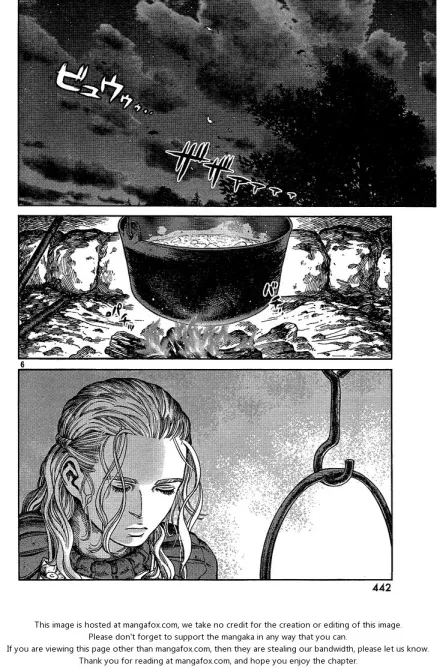 ビュウゥゥ…
ザザザァァァァ…
パチ
パチ
6
442
This image is hosted at mangafox.com, we take no credit for the creation or editing of this image.
Please don't forget to support the mangaka in any way that you can.
If you are viewing this page other than mangafox.com, then they are stealing our bandwidth, please let us know.
Thank you for reading at mangafox.com, and hope you enjoy the chapter.